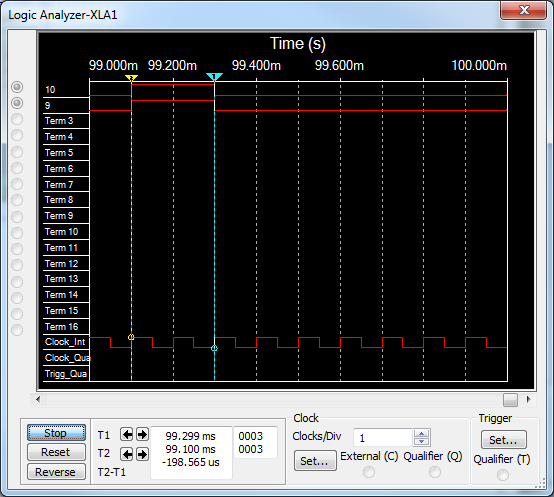 Logic Analyzer-XLA1
Time (s)
99.000m 99.200m 99.400m 99.600m 100.000m
2 1
10
9
Term 3
Term 4
Term 5
Term 6
Term 7
Term 8
Term 9
Term 10
Term 11
Term 12
Term 13
Term 14
Term 15
Term 16
Clock_Int
Clock_Qua
Trigg_Qua
Stop
Reset
Reverse
T1 99.299 ms 0003
T2 99.100 ms 0003
T2-T1 -198.565 us
Clock
Clocks/Div 1
Set... External (C) Qualifier (Q)
Trigger
Set...
Qualifier (T)